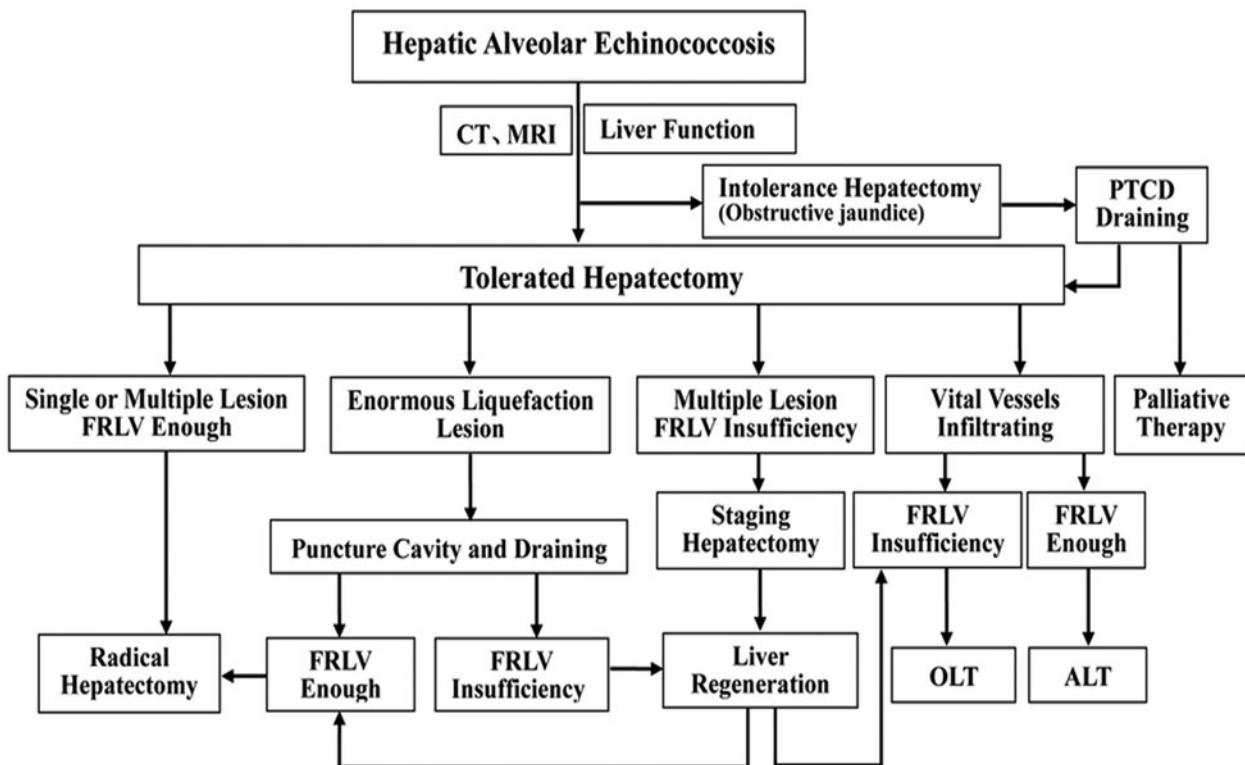 Hepatic Alveolar Echinococcosis
CT、MRI
Liver Function
Intolerance Hepatectomy
(Obstructive jaundice)
PTCD
Draining
Tolerated Hepatectomy
Single or Multiple Lesion
FRLV Enough
Enormous Liquefaction
Lesion
Multiple Lesion
FRLV Insufficiency
Vital Vessels
Infiltrating
Palliative
Therapy
Puncture Cavity and Draining
Staging
Hepatectomy
FRLV
Insufficiency
FRLV
Enough
Radical
Hepatectomy
FRLV
Enough
FRLV
Insufficiency
Liver
Regeneration
OLT
ALT